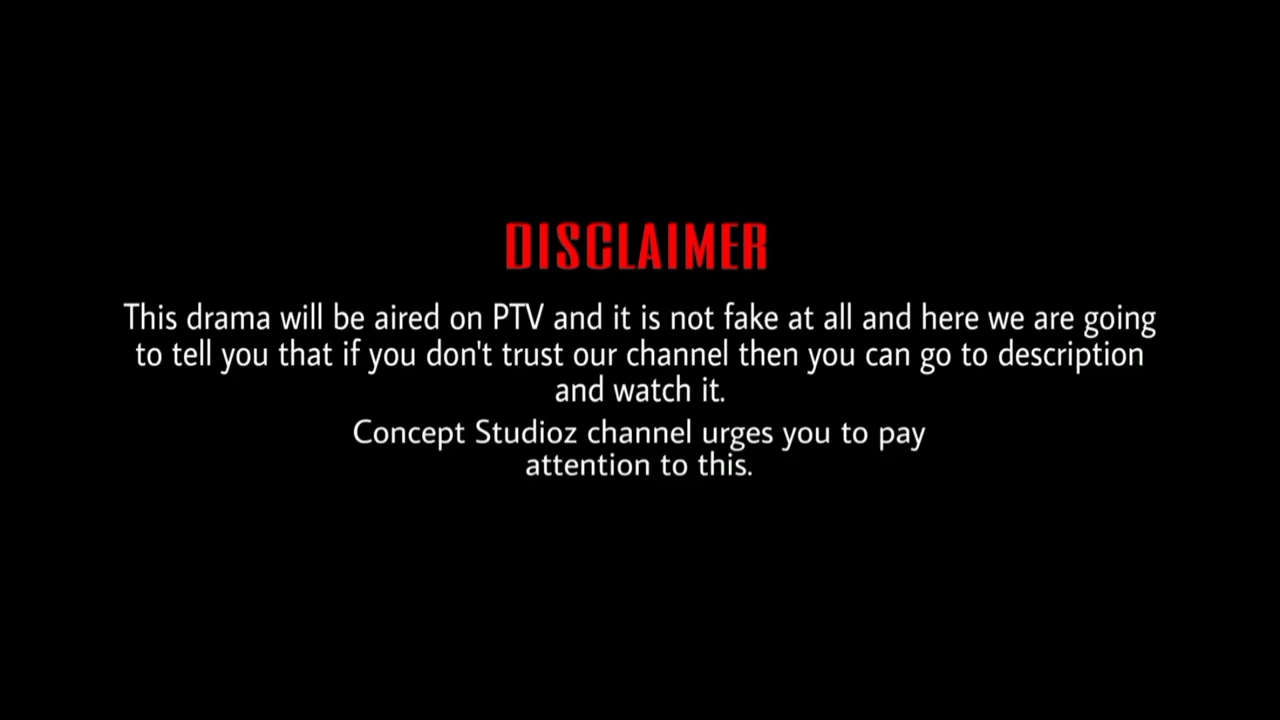 DISCLAIMER
This drama will be aired on PTV and it is not fake at all and here we are going
to tell you that if you don't trust our channel then you can go to description
and watch it.
Concept Studioz channel urges you to pay
attention to this.